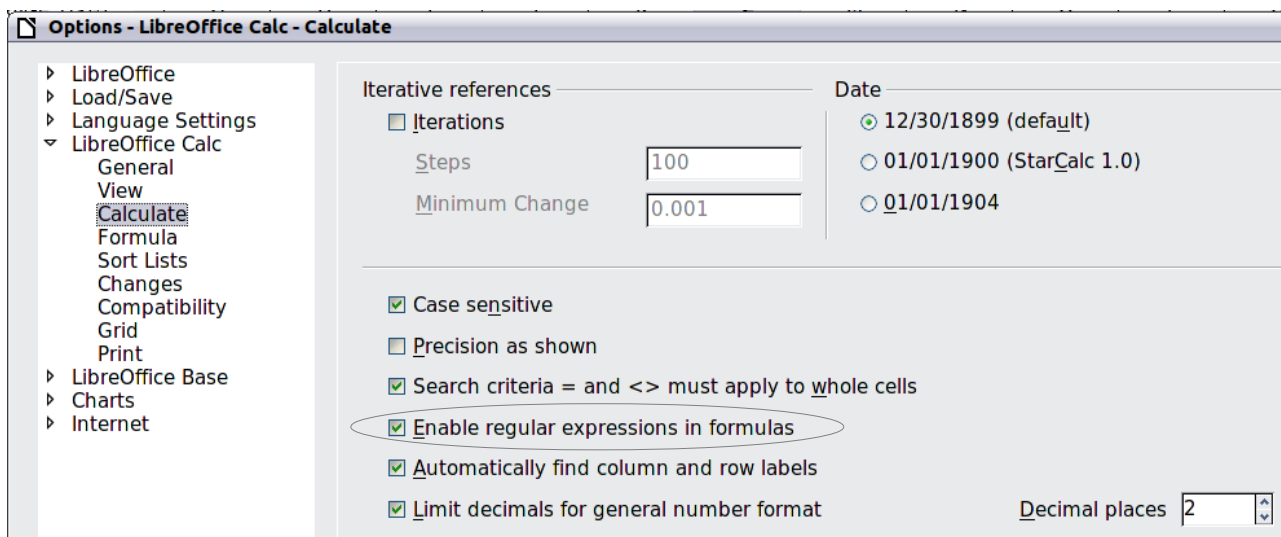 Options - LibreOffice Calc - Calculate
LibreOffice
Load/Save
Language Settings
LibreOffice Calc
General
View
Calculate
Formula
Sort Lists
Changes
Compatibility
Grid
Print
LibreOffice Base
Charts
Internet
Iterative references
Iterations
Steps 100
Minimum Change 0.001
Date
12/30/1899 (default)
01/01/1900 (StarCalc 1.0)
01/01/1904
Case sensitive
Precision as shown
Search criteria = and <> must apply to whole cells
Enable regular expressions in formulas
Automatically find column and row labels
Limit decimals for general number format
Decimal places 2